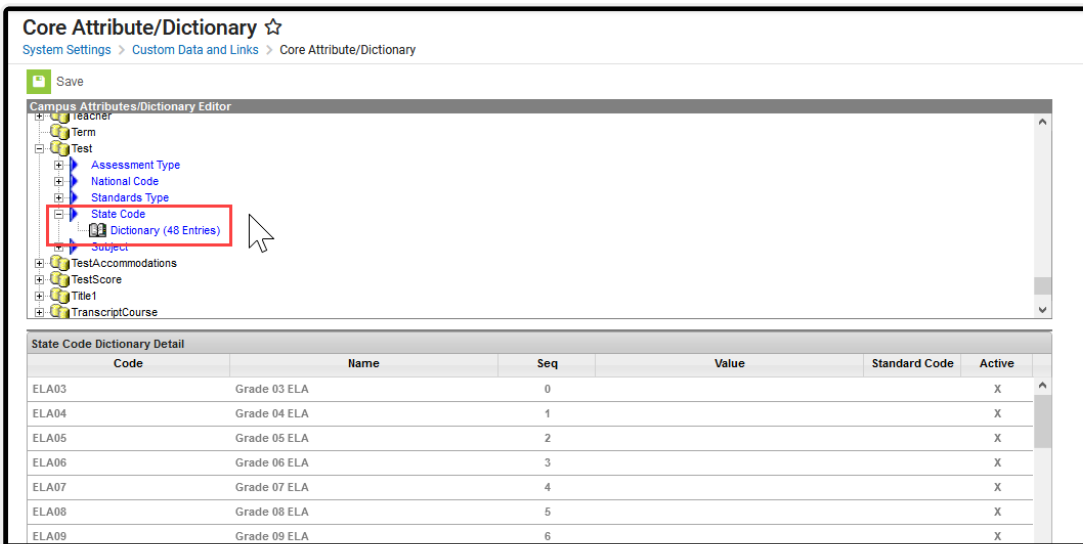 Core Attribute/Dictionary
System Settings > Custom Data and Links > Core Attribute/Dictionary
Save
Campus Attributes/Dictionary Editor
Teacher
Term
Test
Assessment Type
National Code
Standards Type
State Code
Dictionary (48 Entries)
Subject
TestAccommodations
TestScore
Title1
TranscriptCourse
State Code Dictionary Detail
Code Name Seq Value Standard Code Active
ELA03 Grade 03 ELA 0 X
ELA04 Grade 04 ELA 1 X
ELA05 Grade 05 ELA 2 X
ELA06 Grade 06 ELA 3 X
ELA07 Grade 07 ELA 4 X
ELA08 Grade 08 ELA 5 X
ELA09 Grade 09 ELA 6 X